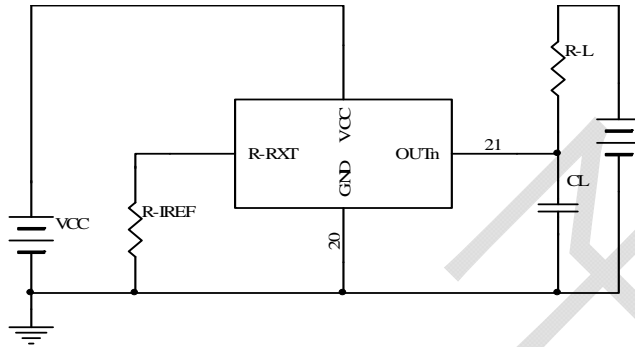 R-L
VCC
R-RXT
OUTn
21
GND
CL
R-IREF
VCC
20